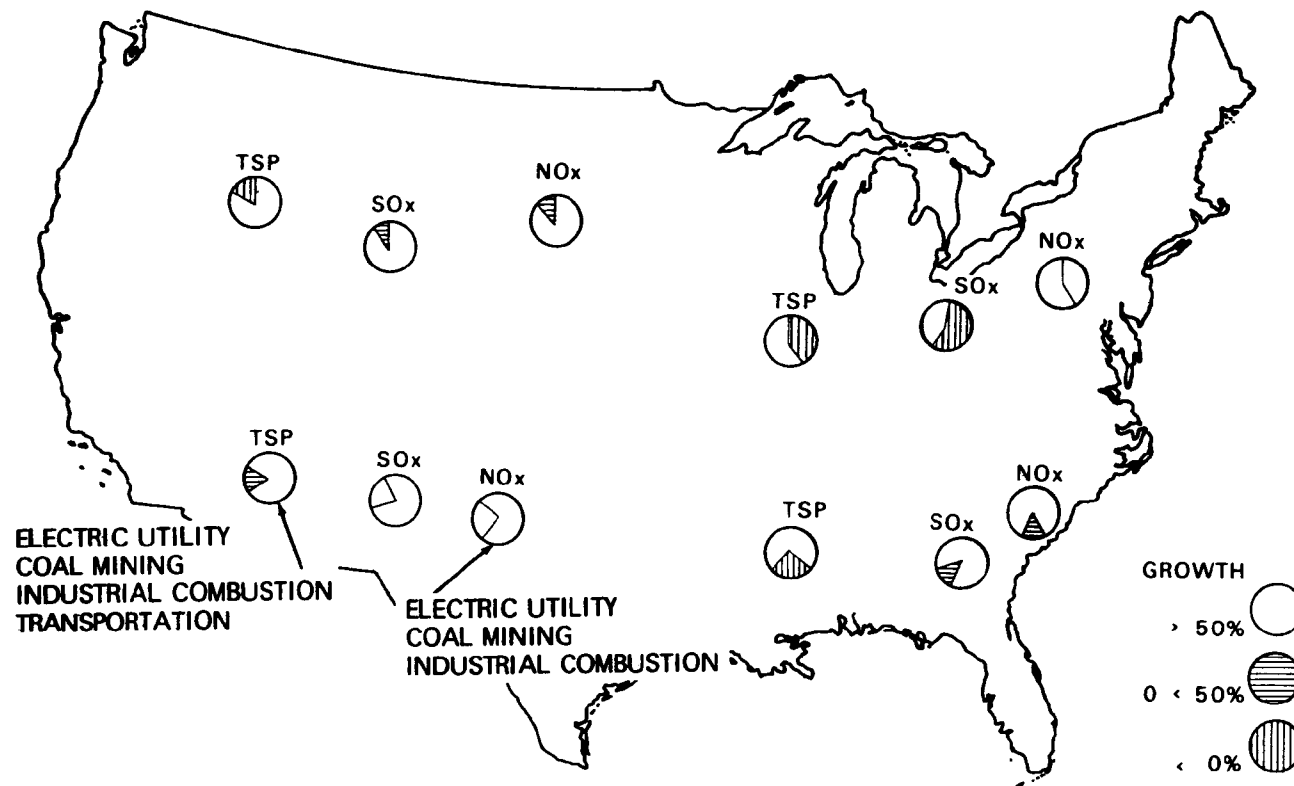 TSP
SOx
NOx
NOx
SOx
TSP
TSP
SOx
NOx
NOx
TSP
SOx
ELECTRIC UTILITY
COAL MINING
INDUSTRIAL COMBUSTION
TRANSPORTATION
ELECTRIC UTILITY
COAL MINING
INDUSTRIAL COMBUSTION
GROWTH
> 50%
0 < 50%
< 0%